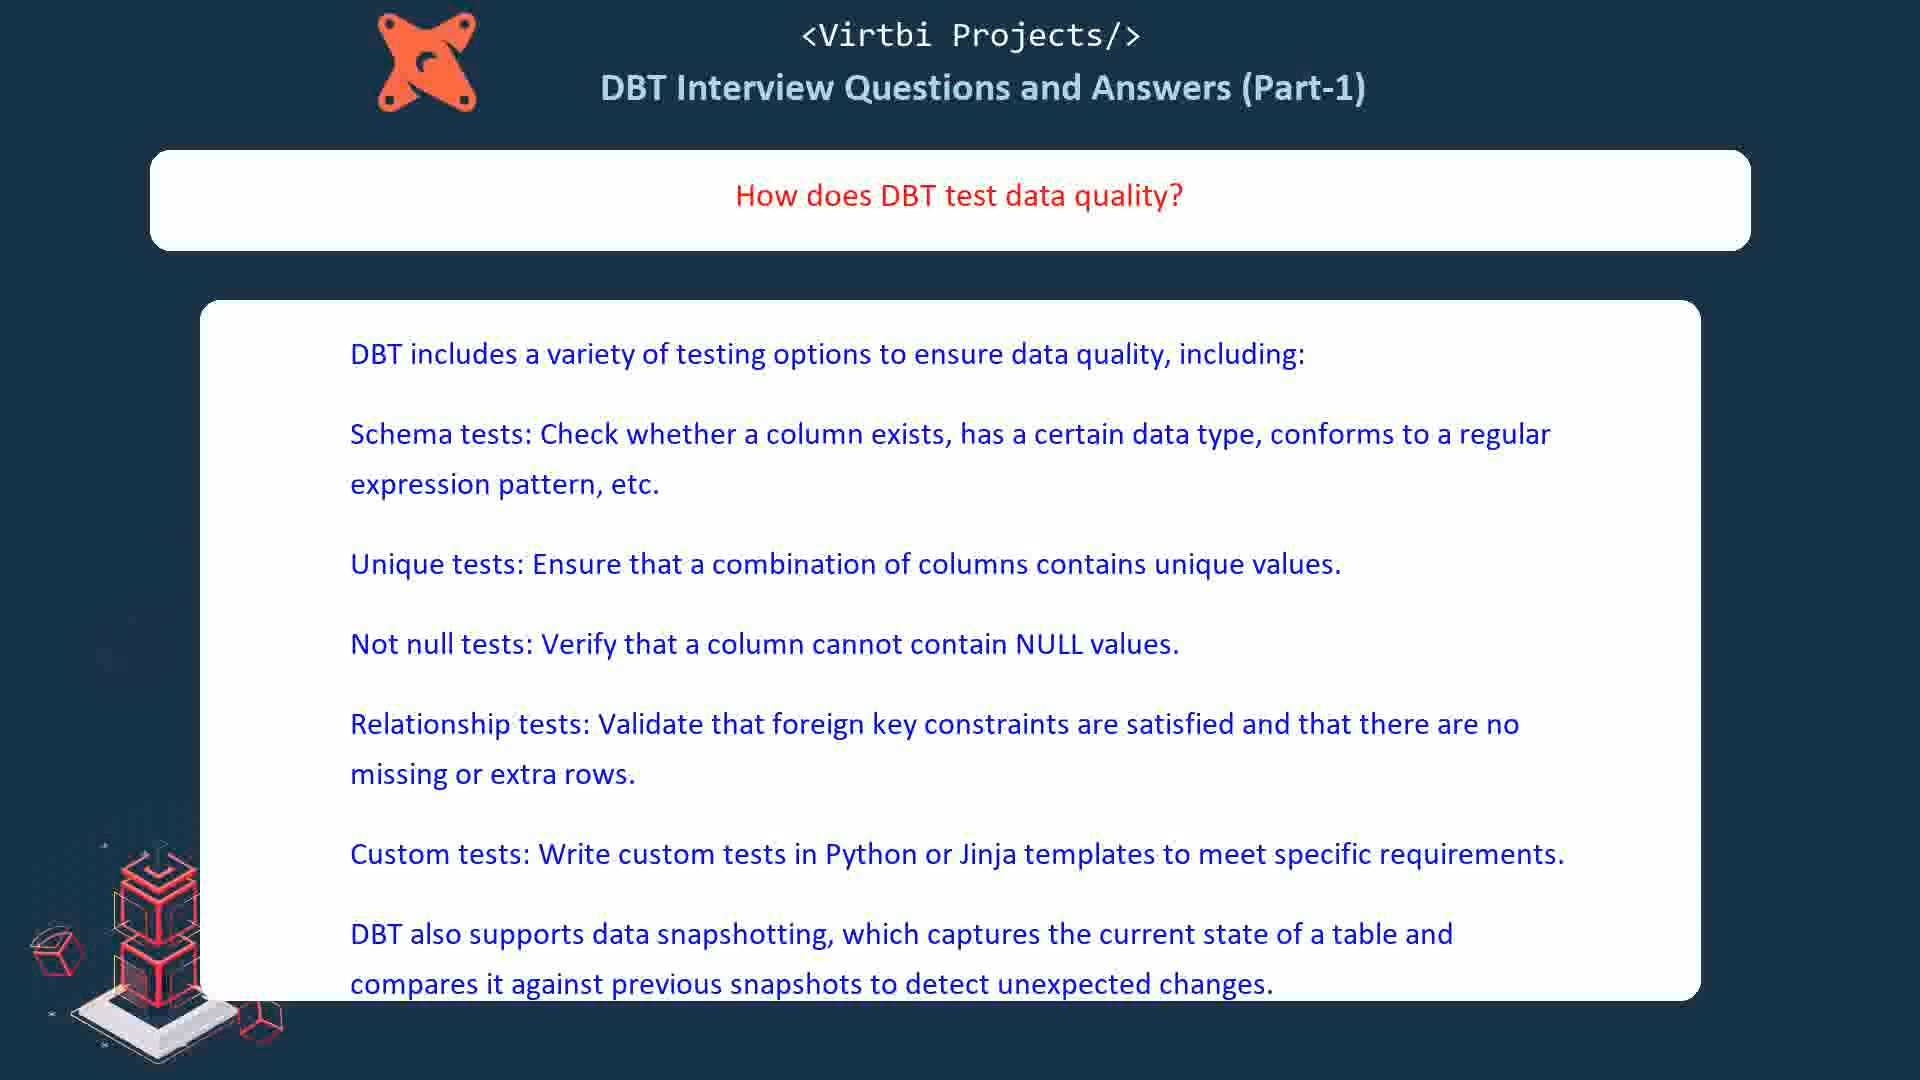 <Virtbi Projects/>
DBT Interview Questions and Answers (Part-1)
How does DBT test data quality?
DBT includes a variety of testing options to ensure data quality, including:
Schema tests: Check whether a column exists, has a certain data type, conforms to a regular
expression pattern, etc.
Unique tests: Ensure that a combination of columns contains unique values.
Not null tests: Verify that a column cannot contain NULL values.
Relationship tests: Validate that foreign key constraints are satisfied and that there are no
missing or extra rows.
Custom tests: Write custom tests in Python or Jinja templates to meet specific requirements.
DBT also supports data snapshotting, which captures the current state of a table and
compares it against previous snapshots to detect unexpected changes.